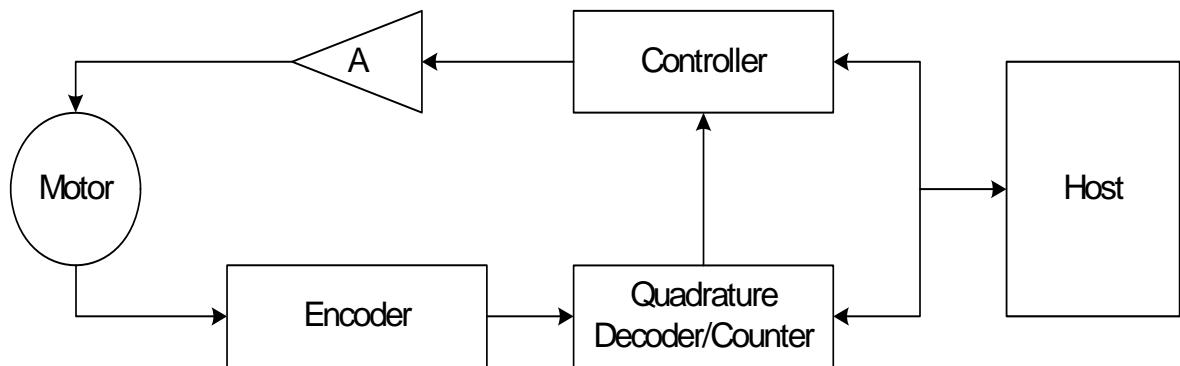 A
Controller
Motor
Host
Encoder
Quadrature
Decoder/Counter